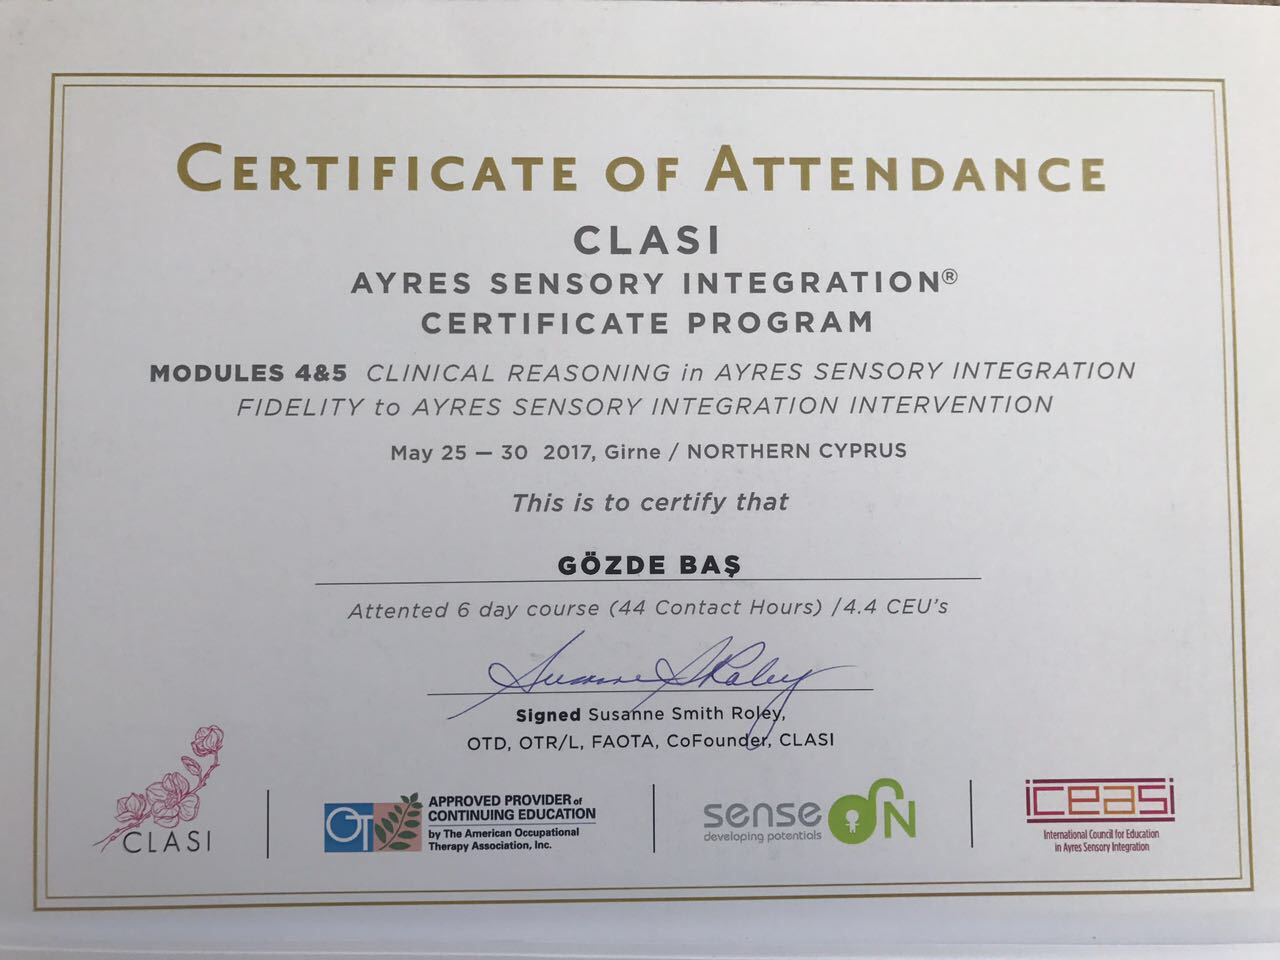 CERTIFICATE OF ATTENDANCE
CLASI
AYRES SENSORY INTEGRATION®
CERTIFICATE PROGRAM
MODULES 4&5 CLINICAL REASONING in AYRES SENSORY INTEGRATION
FIDELITY to AYRES SENSORY INTEGRATION INTERVENTION
May 25 — 30 2017, Girne / NORTHERN CYPRUS
This is to certify that
GÖZDE BAŞ
Attented 6 day course (44 Contact Hours) /4.4 CEU's
Susanne S Roley
Signed Susanne Smith Roley,
OTD, OTR/L, FAOTA, CoFounder, CLASI
CLASI
OT
APPROVED PROVIDER of
CONTINUING EDUCATION
by The American Occupational
Therapy Association, Inc.
sense ON
developing potentials
iceasi
International Council for Education
in Ayres Sensory Integration